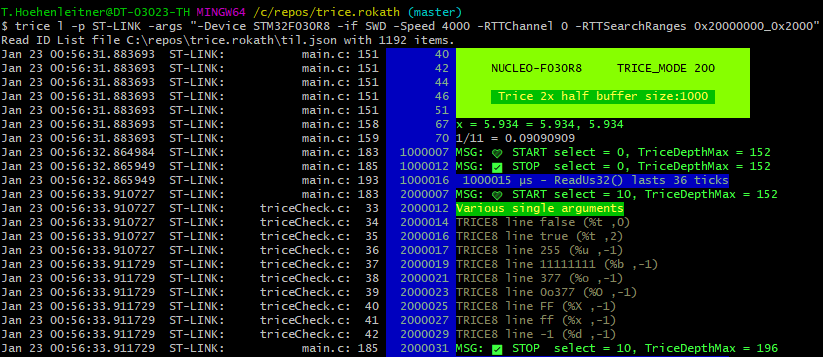 T.Hoehenleitner@DT-O3O23-TH MINGW64 /c/repos/trice.rokath (master)
$ trice l -p ST-LINK -args "-Device STM32F030R8 -if SWD -Speed 4000 -RTTChannel 0 -RTTSearchRanges 0x20000000_0x2000"
Read ID List file C:\repos\trice.rokath\til.json with 1192 items.
Jan 23 00:56:31.883693 ST-LINK: main.c: 151 40
Jan 23 00:56:31.883693 ST-LINK: main.c: 151 42 NUCLEO-F030R8 TRICE_MODE 200
Jan 23 00:56:31.883693 ST-LINK: main.c: 151 44
Jan 23 00:56:31.883693 ST-LINK: main.c: 151 46 Trice 2x half buffer size:1000
Jan 23 00:56:31.883693 ST-LINK: main.c: 151 51
Jan 23 00:56:31.883693 ST-LINK: main.c: 158 67 x = 5.934 = 5.934, 5.934
Jan 23 00:56:31.883693 ST-LINK: main.c: 159 70 1/11 = 0.09090909
Jan 23 00:56:32.864984 ST-LINK: main.c: 183 1000007 MSG: 💚 START select = 0, TriceDepthMax = 152
Jan 23 00:56:32.865949 ST-LINK: main.c: 185 1000012 MSG: ✅ STOP select = 0, TriceDepthMax = 152
Jan 23 00:56:32.865949 ST-LINK: main.c: 193 1000016 1000015 µs - ReadUs32() lasts 36 ticks
Jan 23 00:56:33.910727 ST-LINK: main.c: 183 2000007 MSG: 💚 START select = 10, TriceDepthMax = 152
Jan 23 00:56:33.910727 ST-LINK: triceCheck.c: 33 2000012 Various single arguments
Jan 23 00:56:33.910727 ST-LINK: triceCheck.c: 34 2000014 TRICE8 line false (%t ,0)
Jan 23 00:56:33.910727 ST-LINK: triceCheck.c: 35 2000016 TRICE8 line true (%t ,2)
Jan 23 00:56:33.910727 ST-LINK: triceCheck.c: 36 2000017 TRICE8 line 255 (%u ,-1)
Jan 23 00:56:33.911729 ST-LINK: triceCheck.c: 37 2000019 TRICE8 line 11111111 (%b ,-1)
Jan 23 00:56:33.911729 ST-LINK: triceCheck.c: 38 2000021 TRICE8 line 377 (%o ,-1)
Jan 23 00:56:33.911729 ST-LINK: triceCheck.c: 39 2000023 TRICE8 line 0o377 (%O ,-1)
Jan 23 00:56:33.911729 ST-LINK: triceCheck.c: 40 2000025 TRICE8 line FF (%X ,-1)
Jan 23 00:56:33.911729 ST-LINK: triceCheck.c: 41 2000027 TRICE8 line ff (%x ,-1)
Jan 23 00:56:33.911729 ST-LINK: triceCheck.c: 42 2000029 TRICE8 line -1 (%d ,-1)
Jan 23 00:56:33.911729 ST-LINK: main.c: 185 2000031 MSG: ✅ STOP select = 10, TriceDepthMax = 196